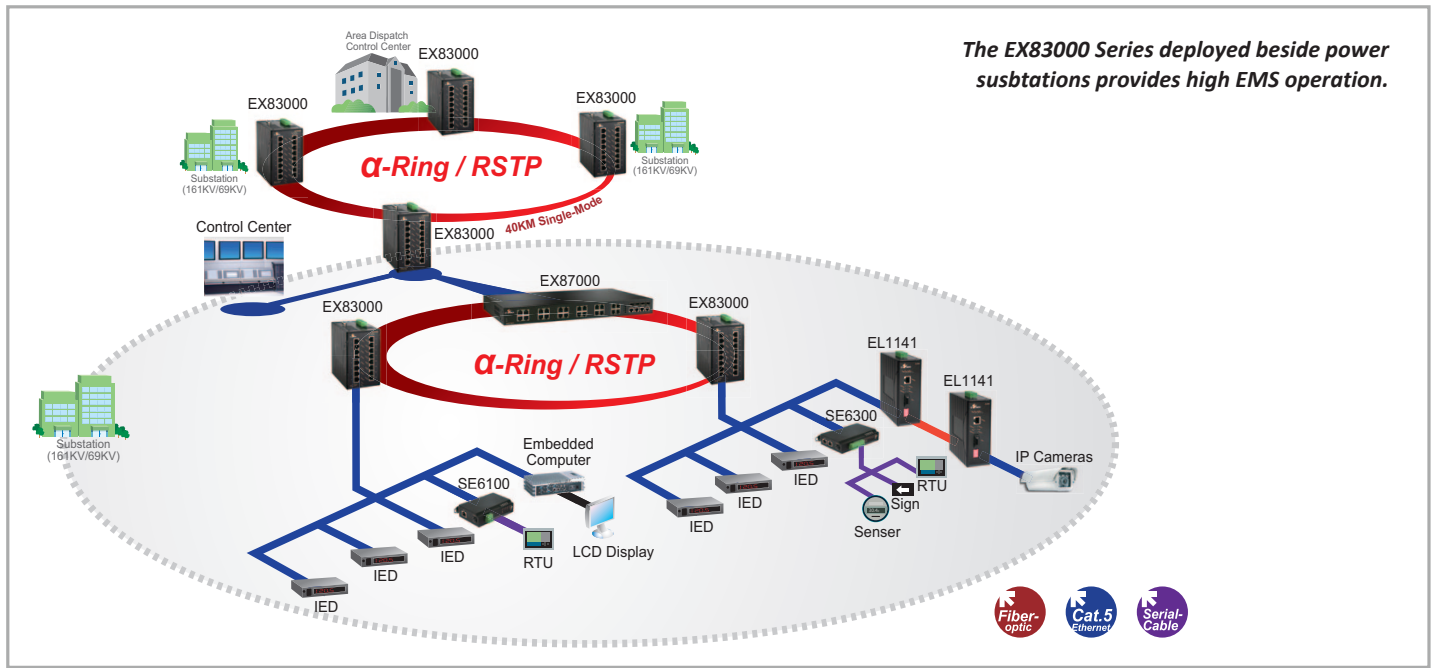 The EX83000 Series deployed beside power
susbtations provides high EMS operation.
Area Dispatch
Control Center
EX83000
EX83000
EX83000
Substation
(161KV/69KV)
α-Ring / RSTP
Substation
(161KV/69KV)
40KM Single-Mode
Control Center
EX83000
EX87000
EX83000
EX83000
α-Ring / RSTP
EL1141
EL1141
Substation
(161KV/69KV)
SE6300
IP Cameras
Embedded
Computer
IED
RTU
SE6100
IED
Sign
IED
Senser
LCD Display
IED
RTU
IED
IED
Fiber-
optic
Cat.5
Ethernet
Serial-
Cable